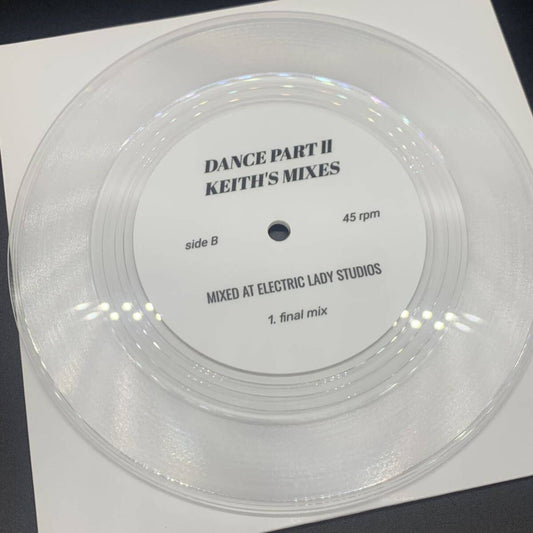 DANCE PART II
KEITH'S MIXES
side B
45 rpm
MIXED AT ELECTRIC LADY STUDIOS
1. final mix